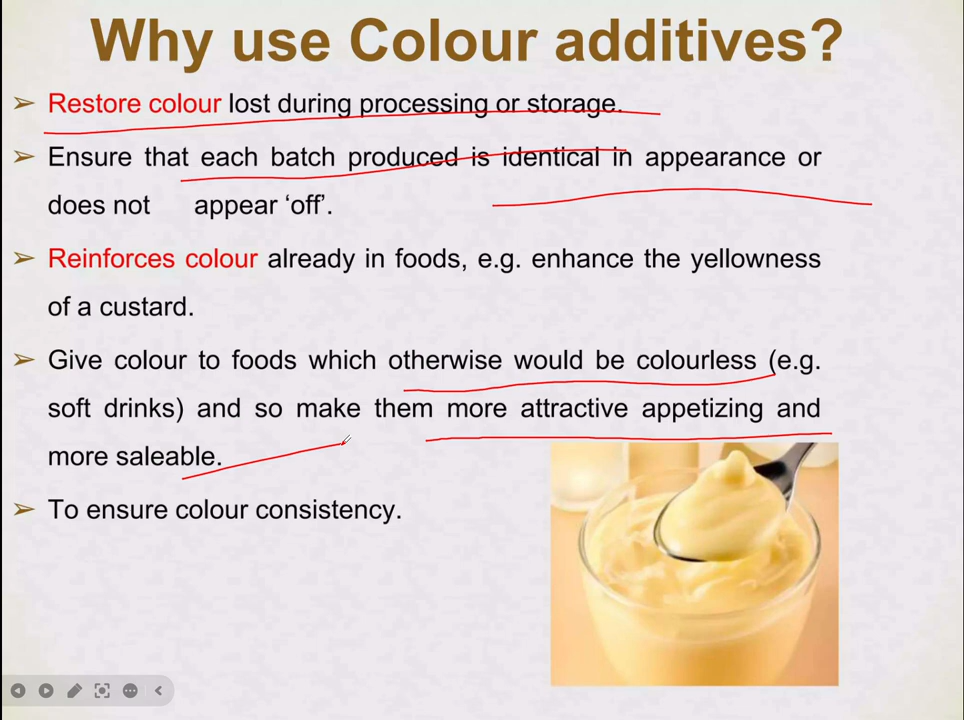 Why use Colour additives?
➢ Restore colour lost during processing or storage.
➢ Ensure that each batch produced is identical in appearance or
does not appear ‘off’.
➢ Reinforces colour already in foods, e.g. enhance the yellowness
of a custard.
➢ Give colour to foods which otherwise would be colourless (e.g.
soft drinks) and so make them more attractive appetizing and
more saleable.
➢ To ensure colour consistency.